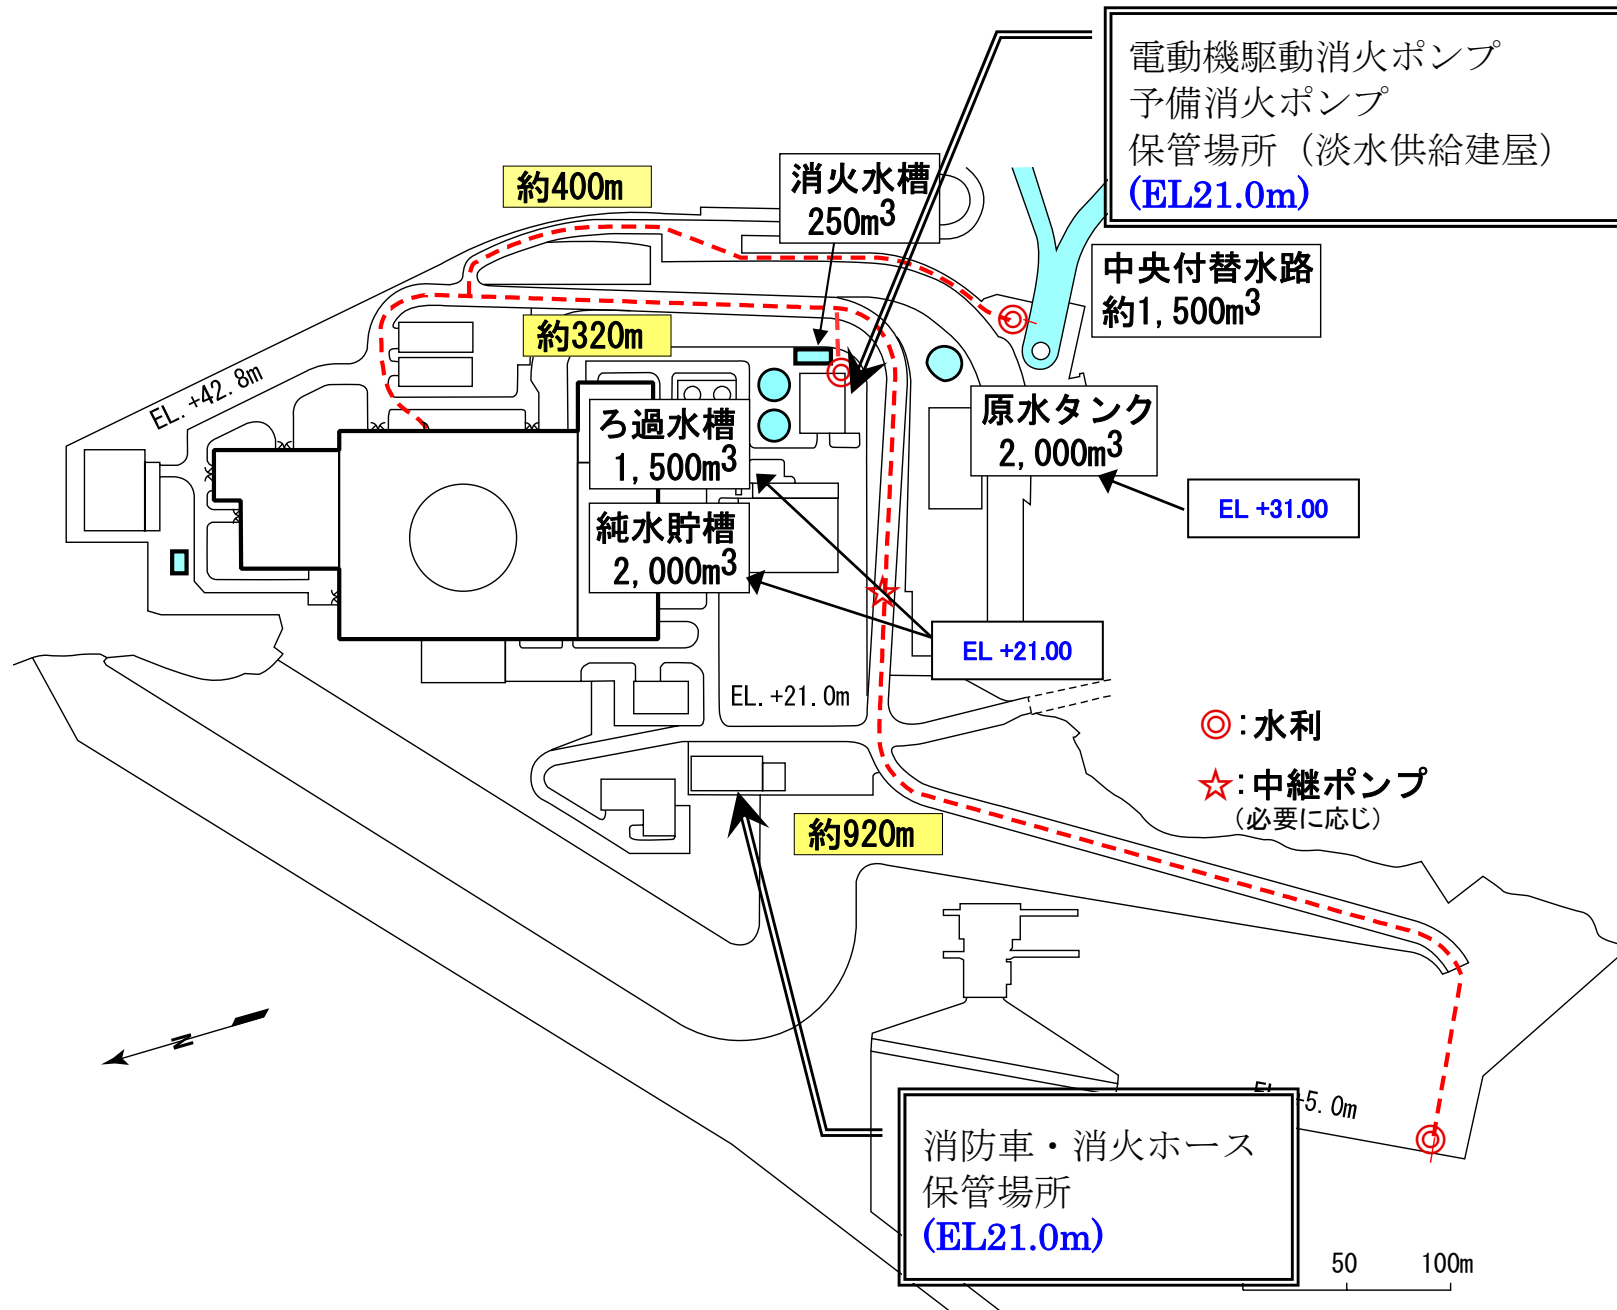 電動機駆動消火ポンプ
予備消火ポンプ
保管場所（淡水供給建屋）
(EL21.0m)
約400m
消火水槽
250m3
中央付替水路
約1,500m3
約320m
EL.+42.8m
ろ過水槽
1,500m3
原水タンク
2,000m3
EL +31.00
純水貯槽
2,000m3
EL +21.00
EL.+21.0m
◎:水利
☆:中継ポンプ
（必要に応じ）
約920m
N
5.0m
消防車・消火ホース
保管場所
(EL21.0m)
50 100m